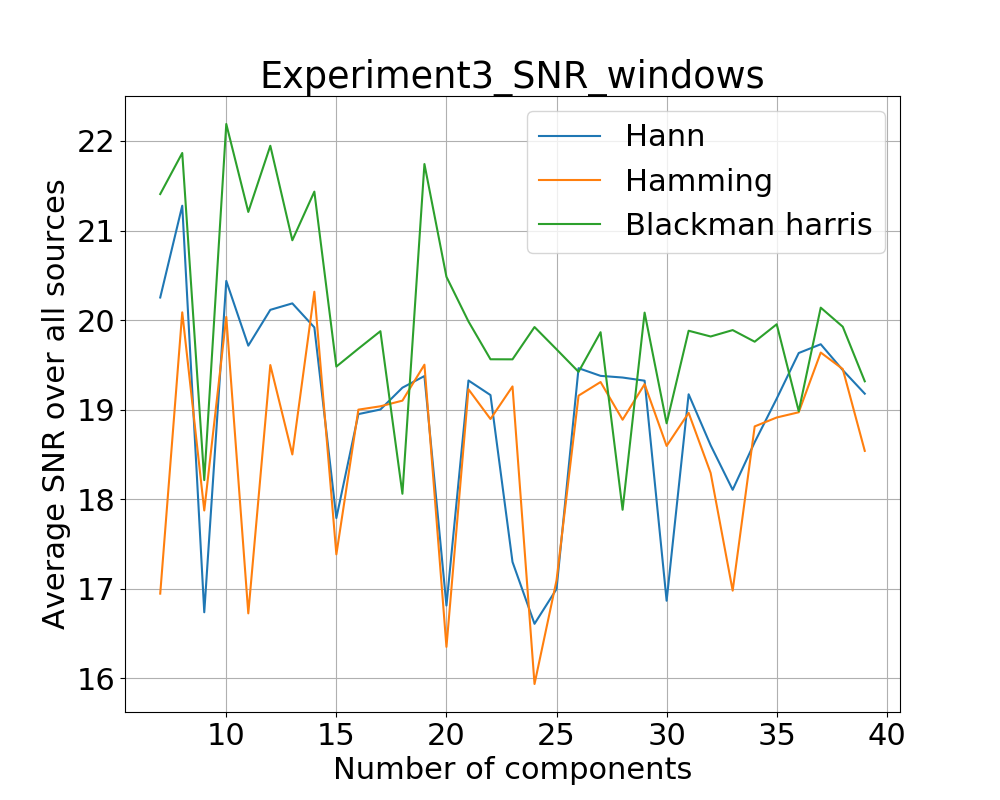 Experiment3_SNR_windows
Hann
Hamming
Blackman harris
Average SNR over all sources
22
21
20
19
18
17
16
10 15 20 25 30 35 40
Number of components